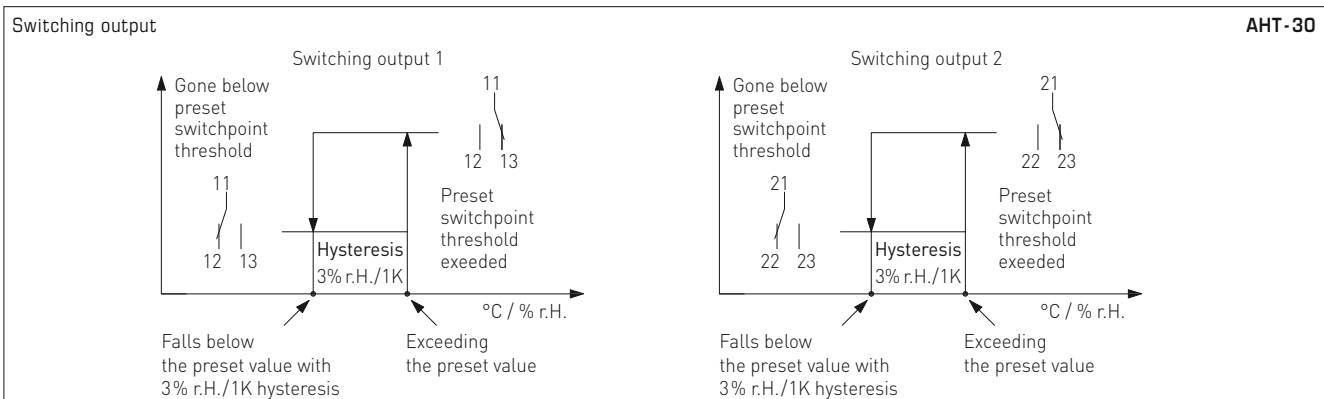 Switching output
AHT-30
Switching output 1
Gone below
preset
switchpoint
threshold
11
12 13
11
12 13
Preset
switchpoint
threshold
exeeded
Hysteresis
3% r.H./1K
°C / % r.H.
Falls below
the preset value with
3% r.H./1K hysteresis
Exceeding
the preset value
Switching output 2
Gone below
preset
switchpoint
threshold
21
22 23
21
22 23
Preset
switchpoint
threshold
exeeded
Hysteresis
3% r.H./1K
°C / % r.H.
Falls below
the preset value with
3% r.H./1K hysteresis
Exceeding
the preset value